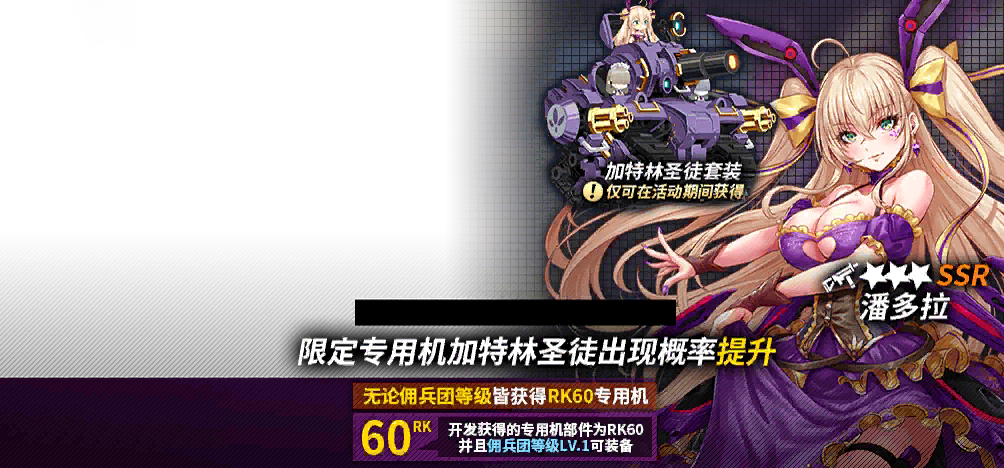 加特林圣徒套装
!仅可在活动期间获得
SSR
潘多拉
限定专用机加特林圣徒出现概率提升
无论佣兵团等级皆获得RK60专用机
60RK
开发获得的专用机部件为RK60
并且佣兵团等级LV.1可装备